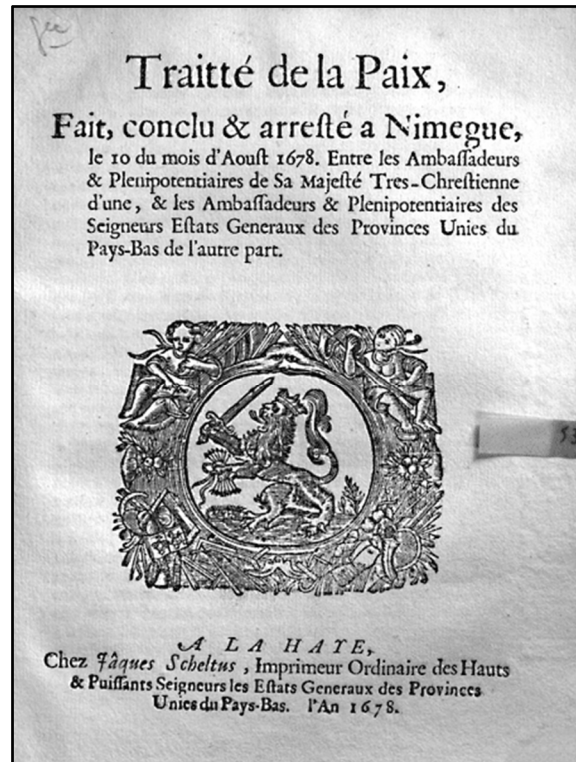 Traitté de la Paix,
Fait, conclu & arreſté a Nimegue,
le 10 du mois d'Aouſt 1678. Entre les Ambaſſadeurs
& Plenipotentiaires de Sa Majeſté Tres-Chreſtienne
d'une, & les Ambaſſadeurs & Plenipotentiaires des
Seigneurs Eſtats Generaux des Provinces Unies du
Pays-Bas de l'autre part.
53
A LA HAYE,
Chez Jâques Scheltus, Imprimeur Ordinaire des Hauts
& Puiſſants Seigneurs les Eſtats Generaux des Provinces
Unies du Pays-Bas. l'An 1678.